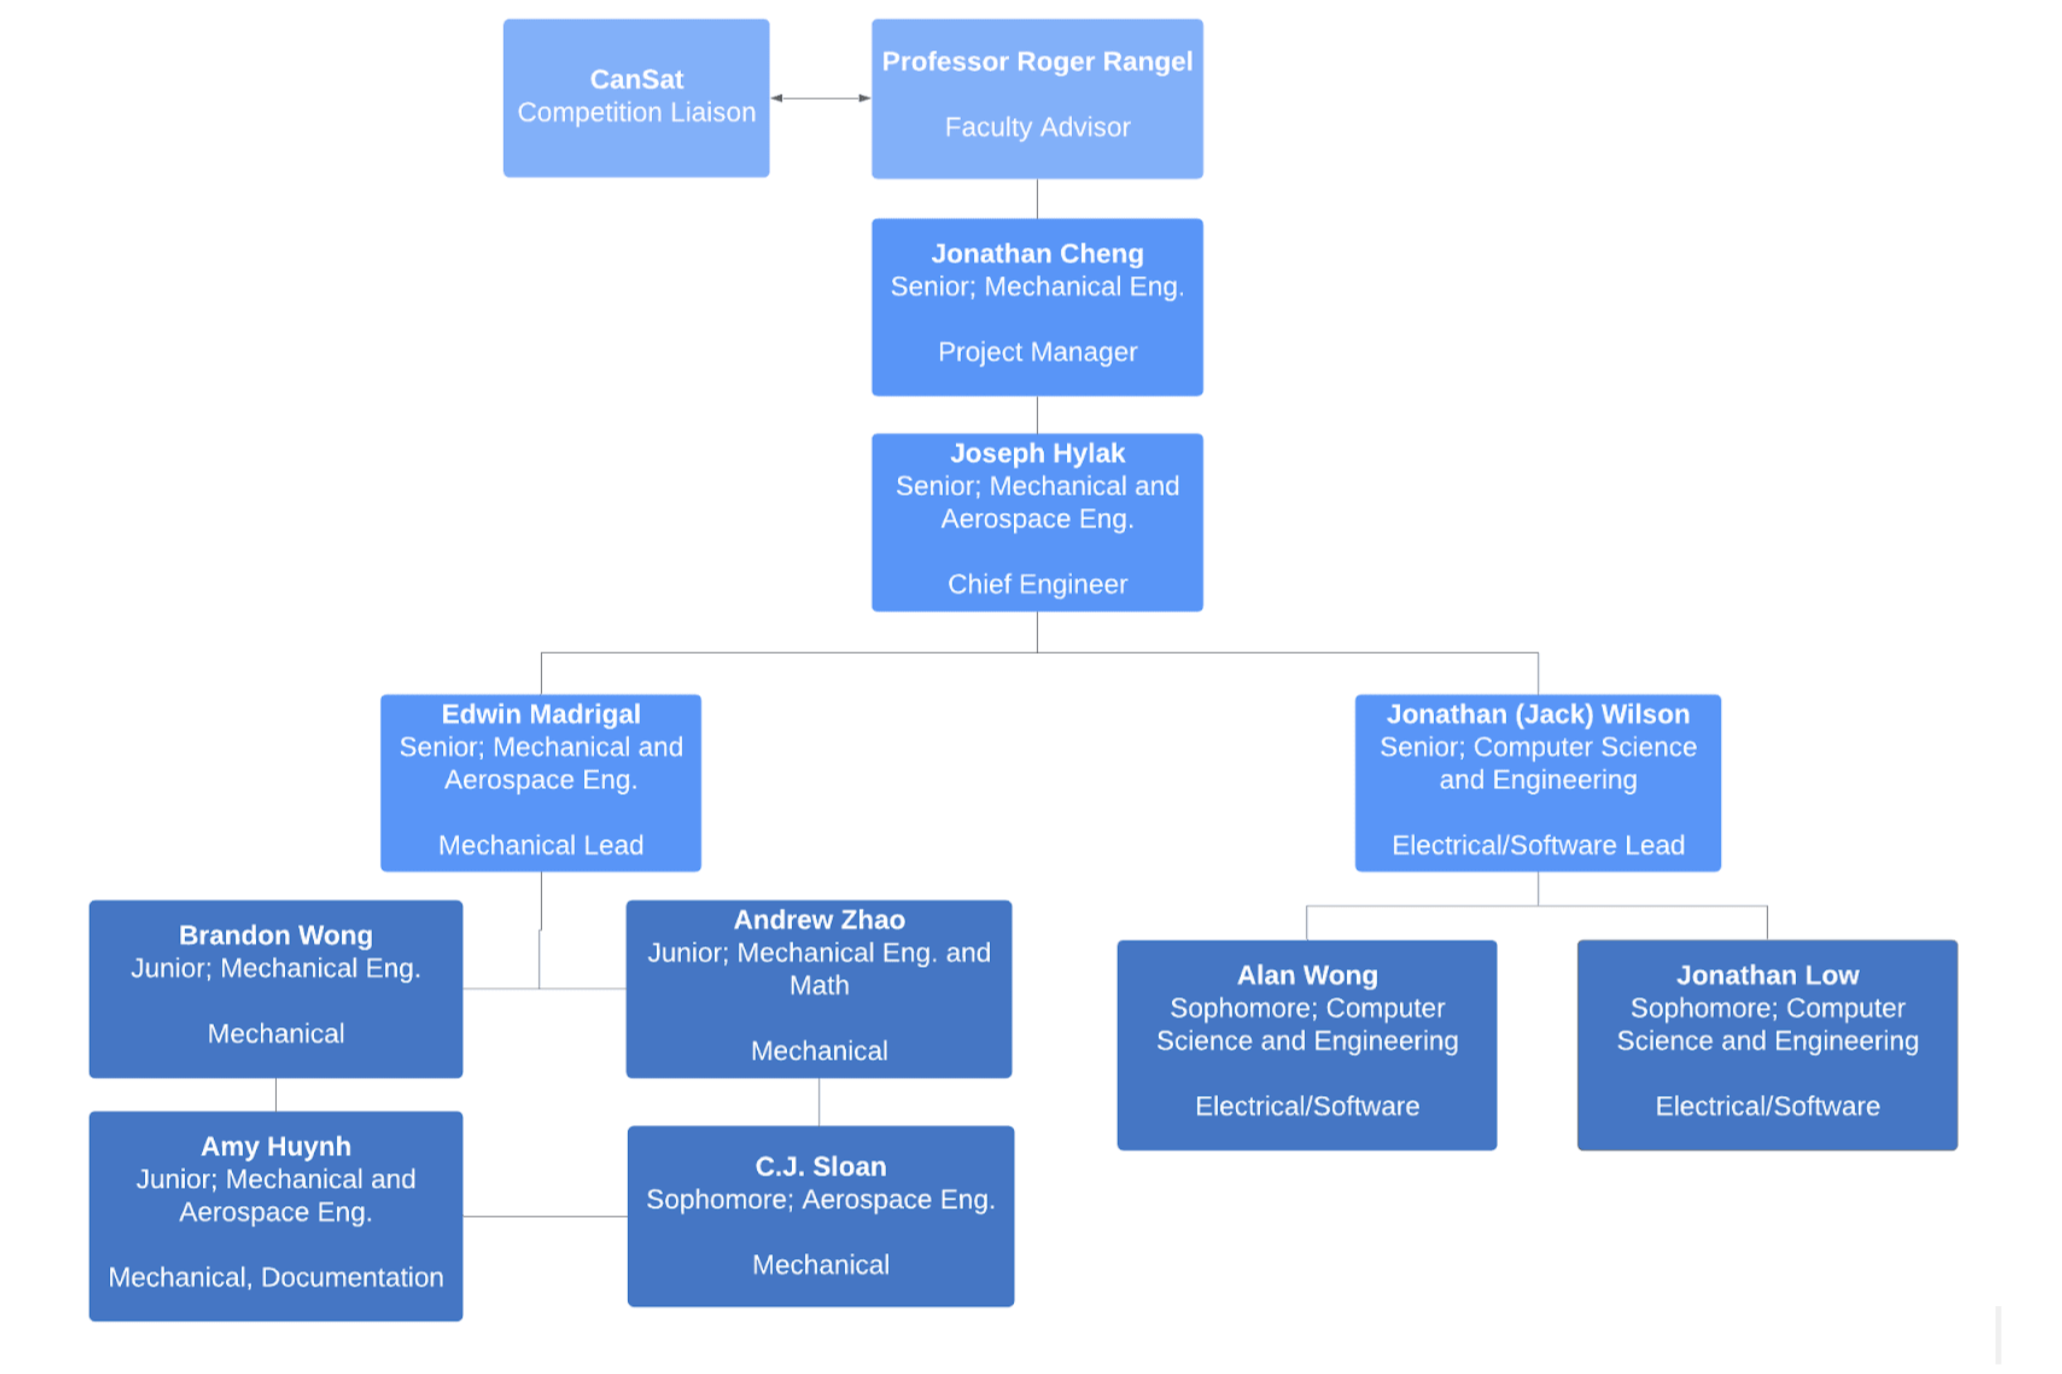 CanSat
Competition Liaison
Professor Roger Rangel
Faculty Advisor
Jonathan Cheng
Senior; Mechanical Eng.
Project Manager
Joseph Hylak
Senior; Mechanical and
Aerospace Eng.
Chief Engineer
Edwin Madrigal
Senior; Mechanical and
Aerospace Eng.
Mechanical Lead
Jonathan (Jack) Wilson
Senior; Computer Science
and Engineering
Electrical/Software Lead
Brandon Wong
Junior; Mechanical Eng.
Mechanical
Andrew Zhao
Junior; Mechanical Eng. and
Math
Mechanical
Alan Wong
Sophomore; Computer
Science and Engineering
Electrical/Software
Jonathan Low
Sophomore; Computer
Science and Engineering
Electrical/Software
Amy Huynh
Junior; Mechanical and
Aerospace Eng.
Mechanical, Documentation
C.J. Sloan
Sophomore; Aerospace Eng.
Mechanical